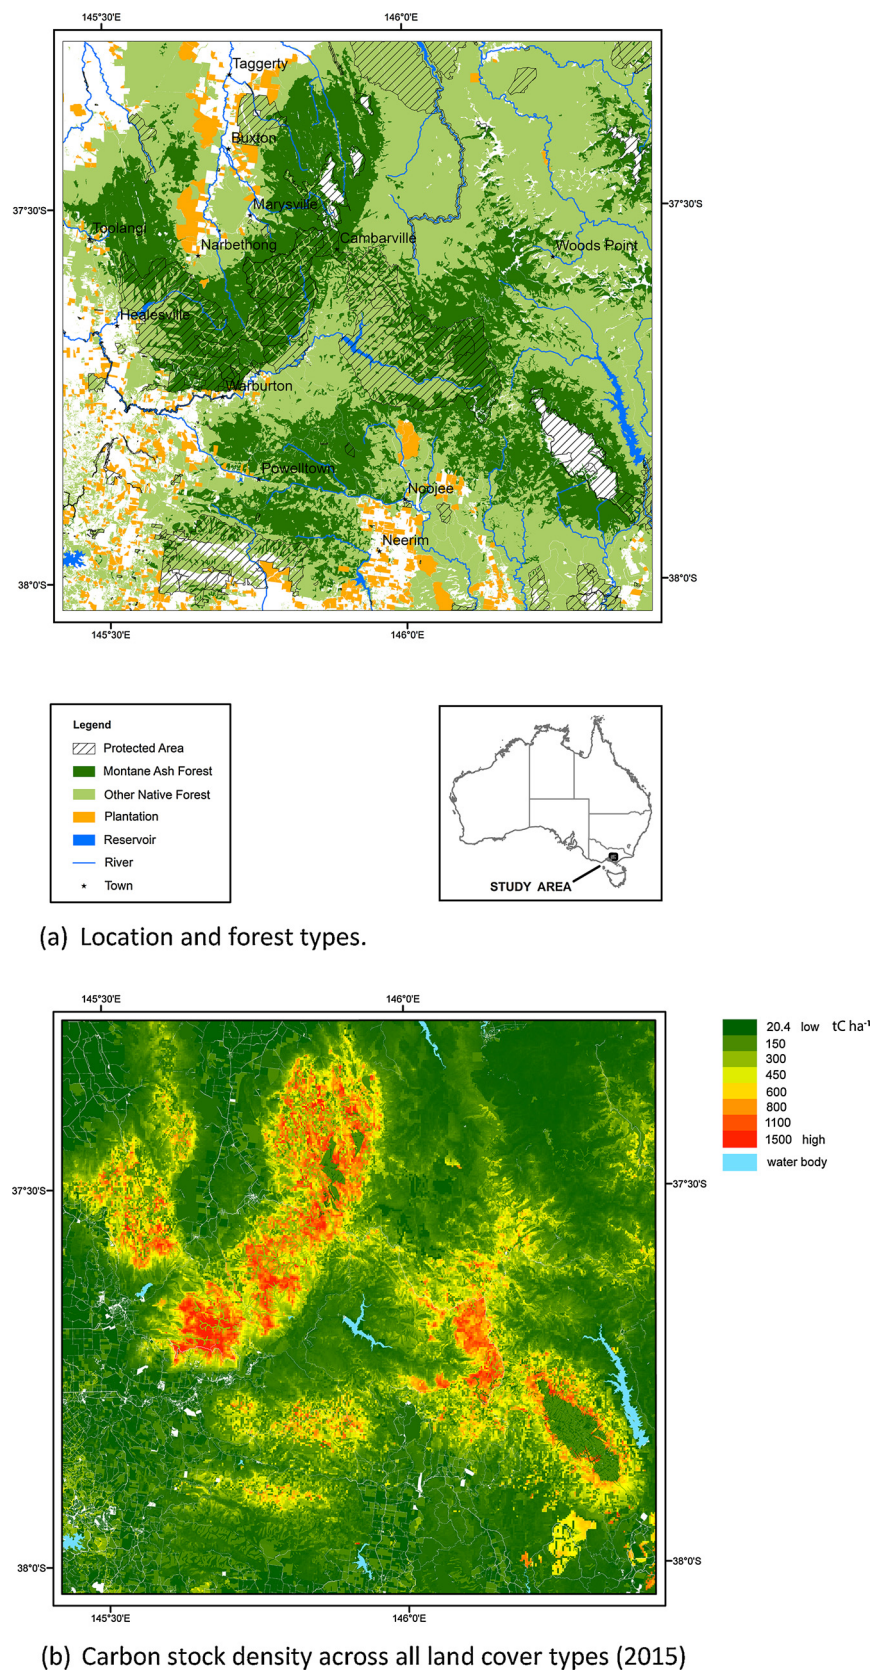 145°30'E 146°0'E
Taggerty
Buxton
37°30'S 37°30'S
Marysville
Toolangi
Narbethong
Cambarville
Woods Point
Healesville
Warburton
Powelltown
Noojee
Neerim
38°0'S 38°0'S
145°30'E 146°0'E
Legend
Protected Area
Montane Ash Forest
Other Native Forest
Plantation
Reservoir
River
Town
STUDY AREA
(a) Location and forest types.
145°30'E 146°0'E
20.4 low tC ha-1
150
300
450
600
800
1100
1500 high
water body
37°30'S 37°30'S
38°0'S 38°0'S
145°30'E 146°0'E
(b) Carbon stock density across all land cover types (2015)